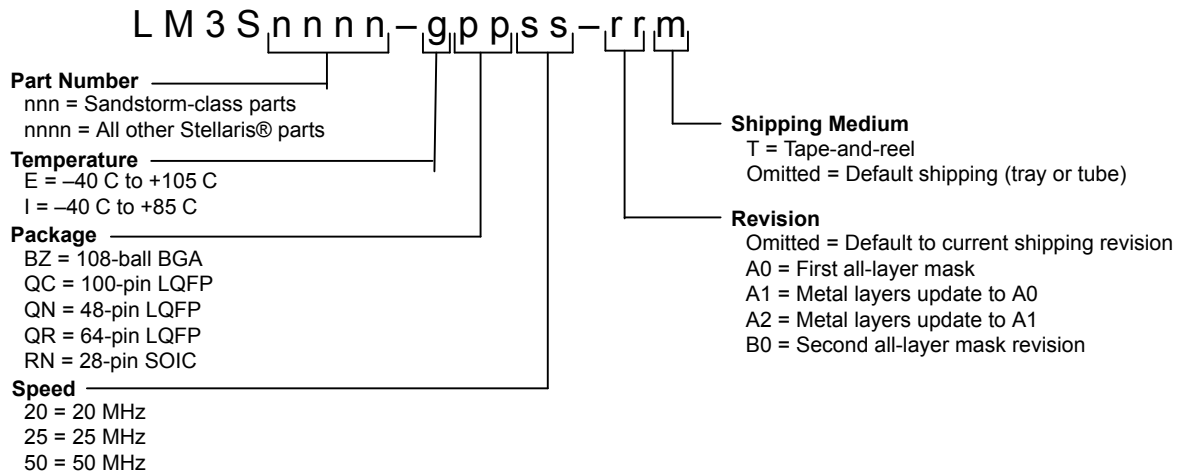 L M 3 S n n n n – g p p s s – r r m
Part Number
nnn = Sandstorm-class parts
nnnn = All other Stellaris® parts
Temperature
E = –40 C to +105 C
I = –40 C to +85 C
Package
BZ = 108-ball BGA
QC = 100-pin LQFP
QN = 48-pin LQFP
QR = 64-pin LQFP
RN = 28-pin SOIC
Speed
20 = 20 MHz
25 = 25 MHz
50 = 50 MHz
Shipping Medium
T = Tape-and-reel
Omitted = Default shipping (tray or tube)
Revision
Omitted = Default to current shipping revision
A0 = First all-layer mask
A1 = Metal layers update to A0
A2 = Metal layers update to A1
B0 = Second all-layer mask revision